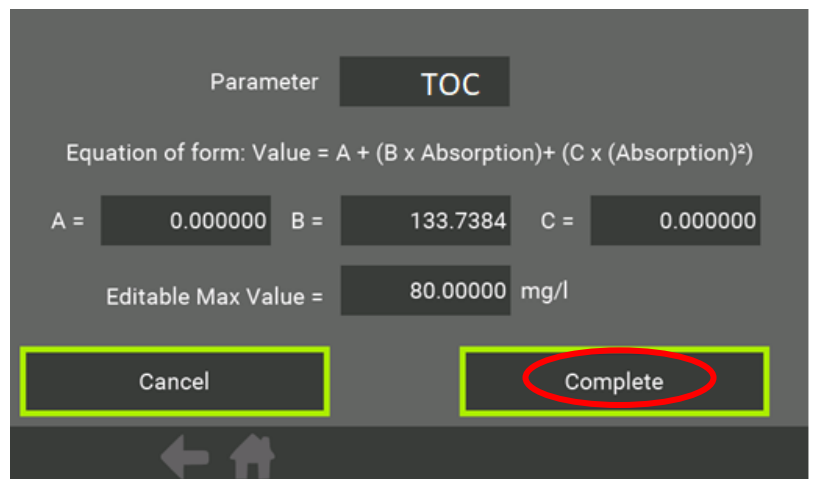 Parameter TOC
Equation of form: Value = A + (B x Absorption)+ (C x (Absorption)²)
A = 0.000000 B = 133.7384 C = 0.000000
Editable Max Value = 80.00000 mg/l
Cancel Complete